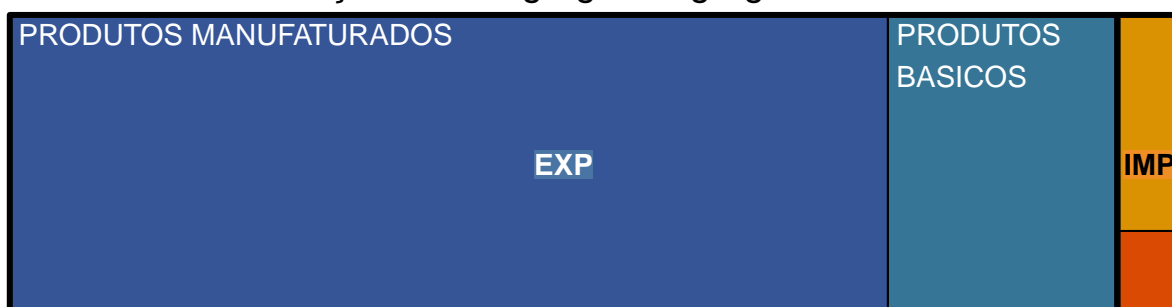 PRODUTOS MANUFATURADOS
PRODUTOS
BASICOS
EXP
IMP